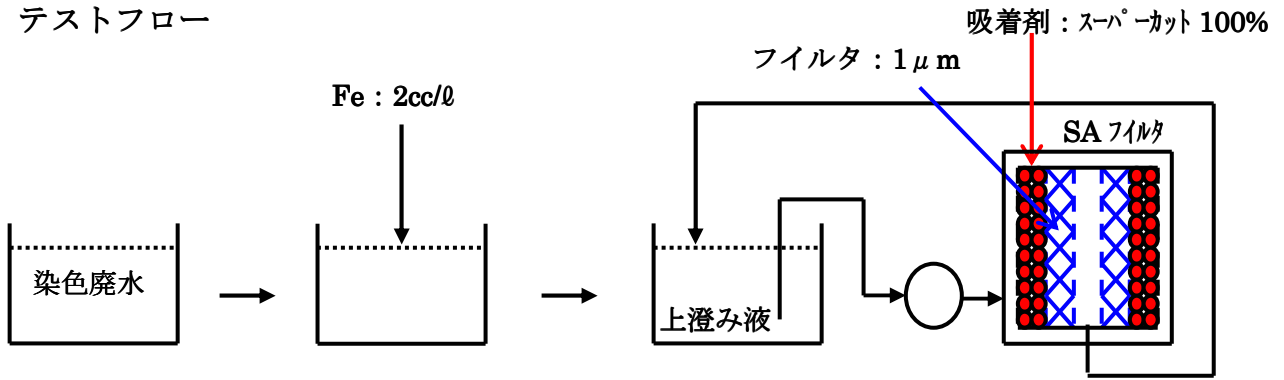 テストフロー
吸着剤：ｽｰﾊﾟｰｶｯﾄ 100%
フイルタ：1μm
Fe：2cc/ℓ
SA ﾌｲﾙﾀ
染色廃水
上澄み液